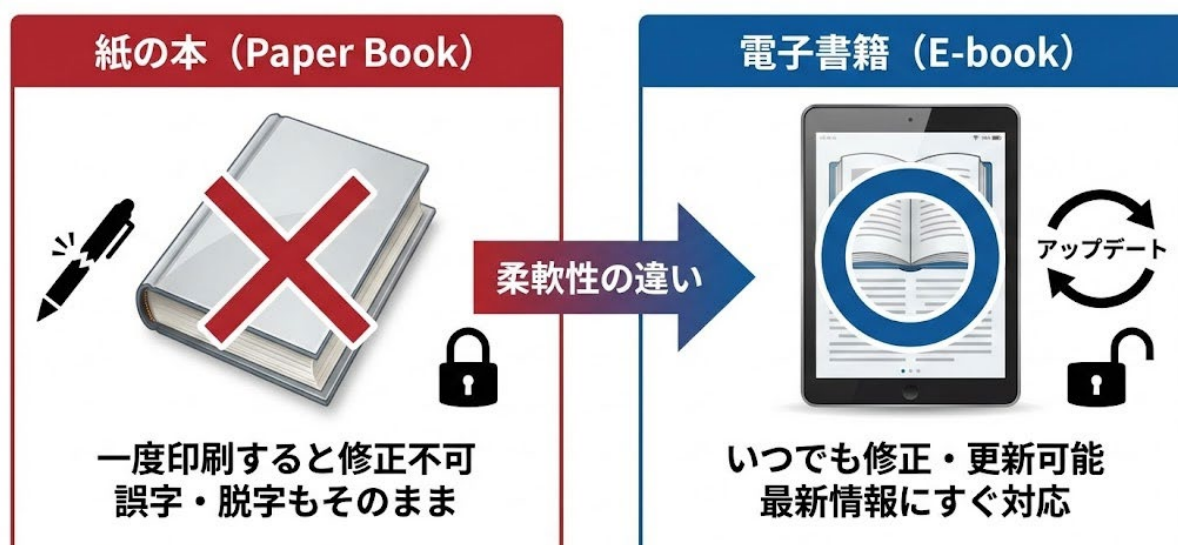 紙の本（Paper Book）
一度印刷すると修正不可
誤字・脱字もそのまま
柔軟性の違い
電子書籍（E-book）
アップデート
いつでも修正・更新可能
最新情報にすぐ対応